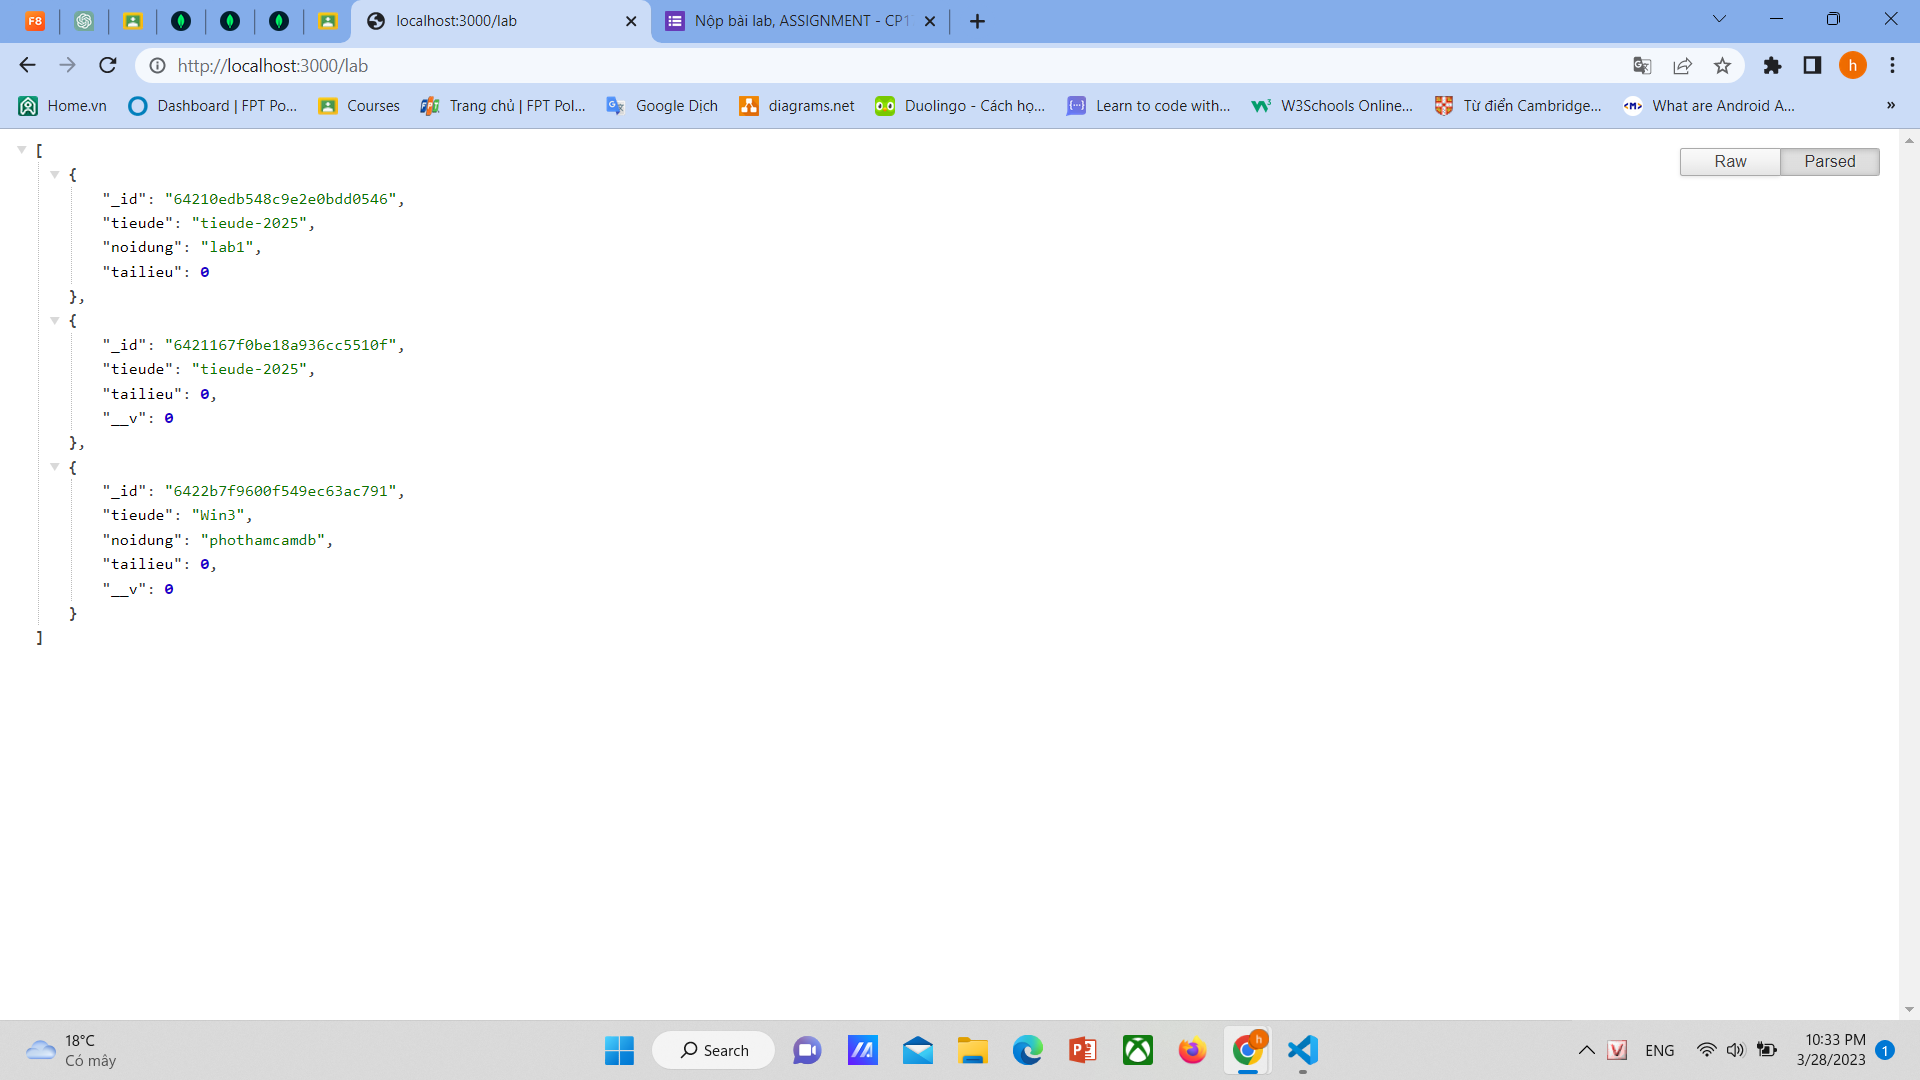 F8
localhost:3000/lab
Nộp bài lab, ASSIGNMENT - CP1
http://localhost:3000/lab
h
Home.vn
Dashboard | FPT Po...
Courses
Trang chủ | FPT Pol...
Google Dịch
diagrams.net
Duolingo - Cách họ...
Learn to code with...
W3Schools Online...
Từ điển Cambridge...
What are Android A...
»
Raw
Parsed
[
{
"_id": "64210edb548c9e2e0bdd0546",
"tieude": "tieude-2025",
"noidung": "lab1",
"tailieu": 0
},
{
"_id": "6421167f0be18a936cc5510f",
"tieude": "tieude-2025",
"tailieu": 0,
"__v": 0
},
{
"_id": "6422b7f9600f549ec63ac791",
"tieude": "Win3",
"noidung": "phothamcamdb",
"tailieu": 0,
"__v": 0
}
]
18°C
Có mây
Search
h
V
ENG
10:33 PM
3/28/2023
1